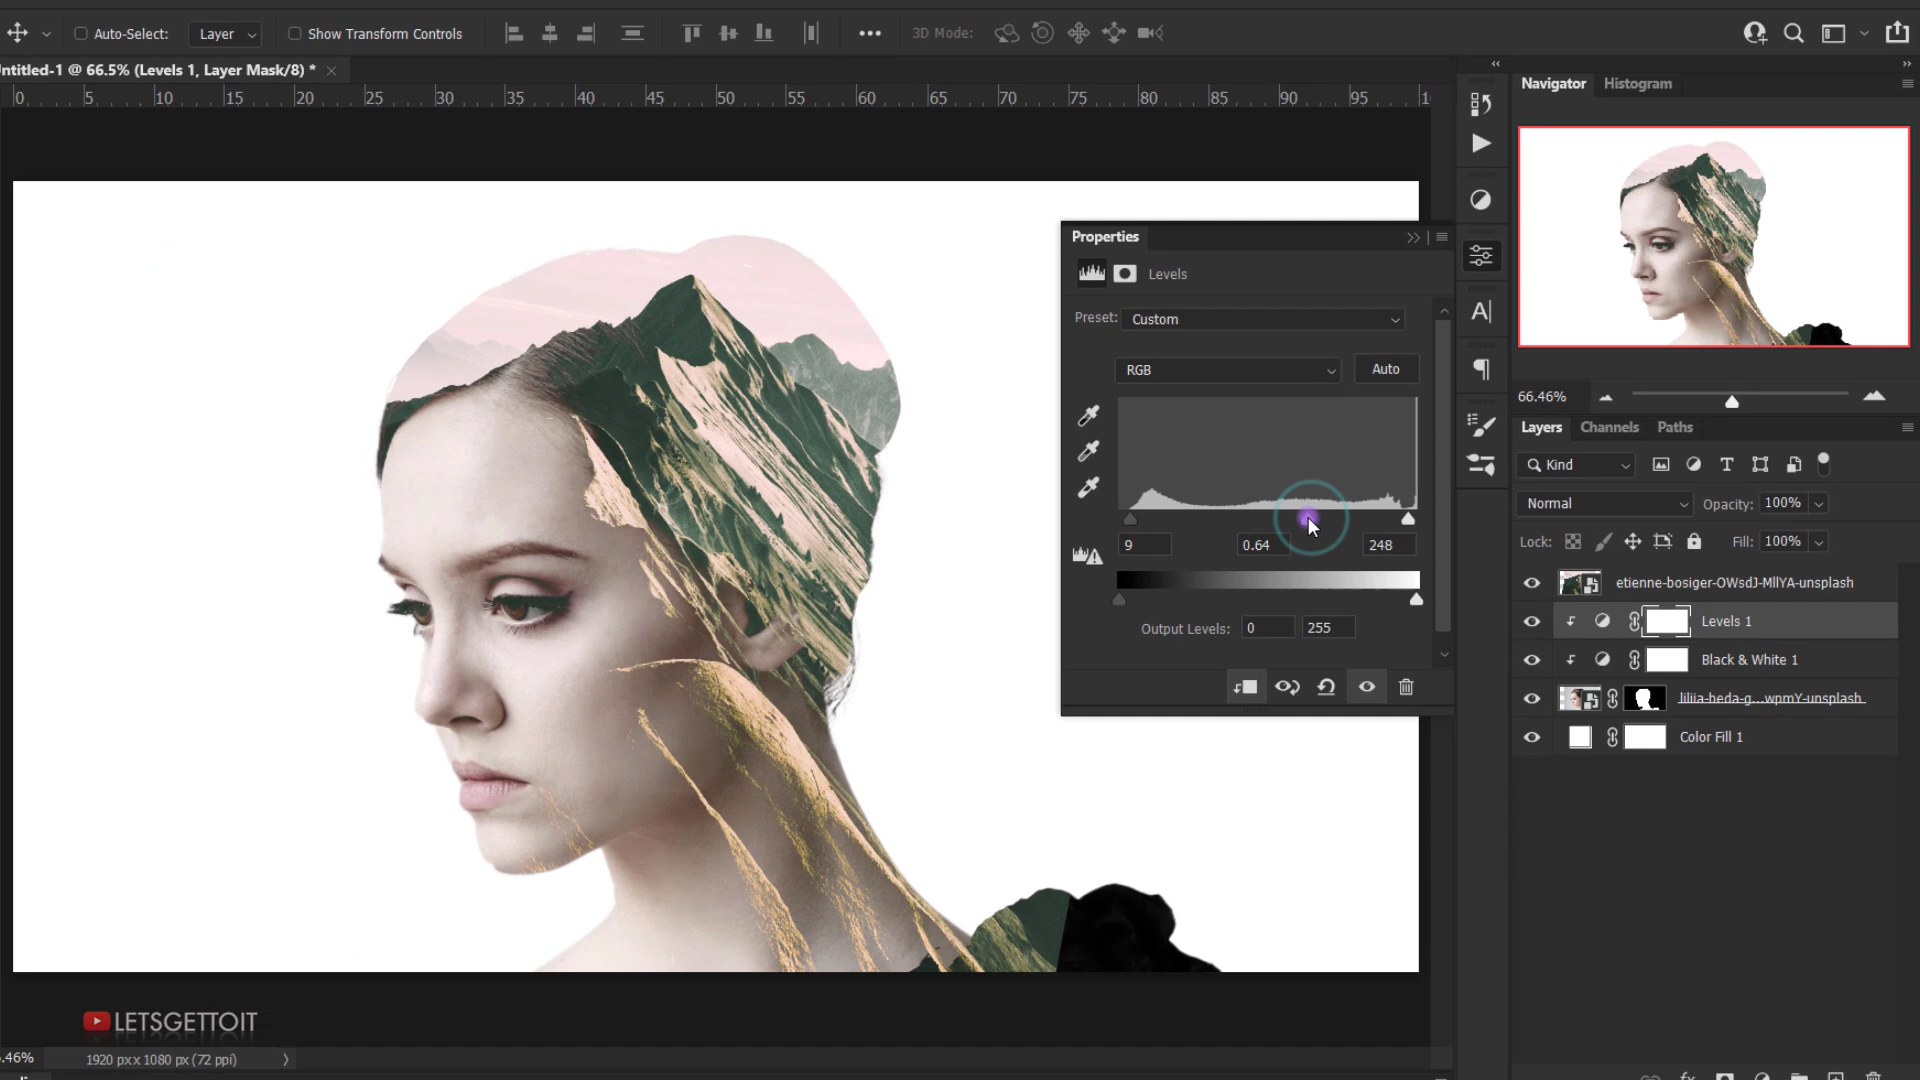 Auto-Select: Layer Show Transform Controls 3D Mode:
ntitled-1 @ 66.5% (Levels 1, Layer Mask/8) *
0 5 10 15 20 25 30 35 40 45 50 55 60 65 70 75 80 85 90 95 1
Navigator Histogram
Properties
Levels
Preset: Custom
RGB Auto
9 0.64 248
Output Levels: 0 255
66.46%
Layers Channels Paths
Kind
Normal Opacity: 100%
Lock: Fill: 100%
etienne-bosiger-OWsdJ-MllYA-unsplash
Levels 1
Black & White 1
liliia-beda-g...wpmY-unsplash
Color Fill 1
LETSGETTOIT
.46% 1920 px x 1080 px (72 ppi)